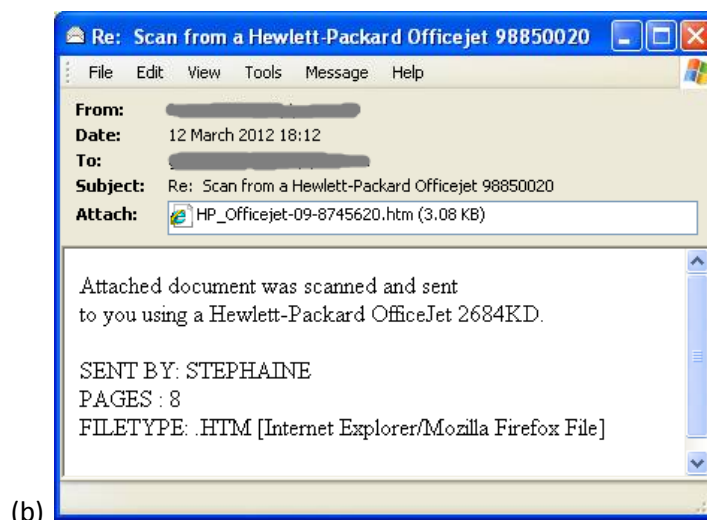 Re: Scan from a Hewlett-Packard Officejet 98850020
File Edit View Tools Message Help
From:
Date: 12 March 2012 18:12
To:
Subject: Re: Scan from a Hewlett-Packard Officejet 98850020
Attach: HP_Officejet-09-8745620.htm (3.08 KB)
Attached document was scanned and sent
to you using a Hewlett-Packard OfficeJet 2684KD.
SENT BY: STEPHAINE
PAGES : 8
FILETYPE: .HTM [Internet Explorer/Mozilla Firefox File]
(b)